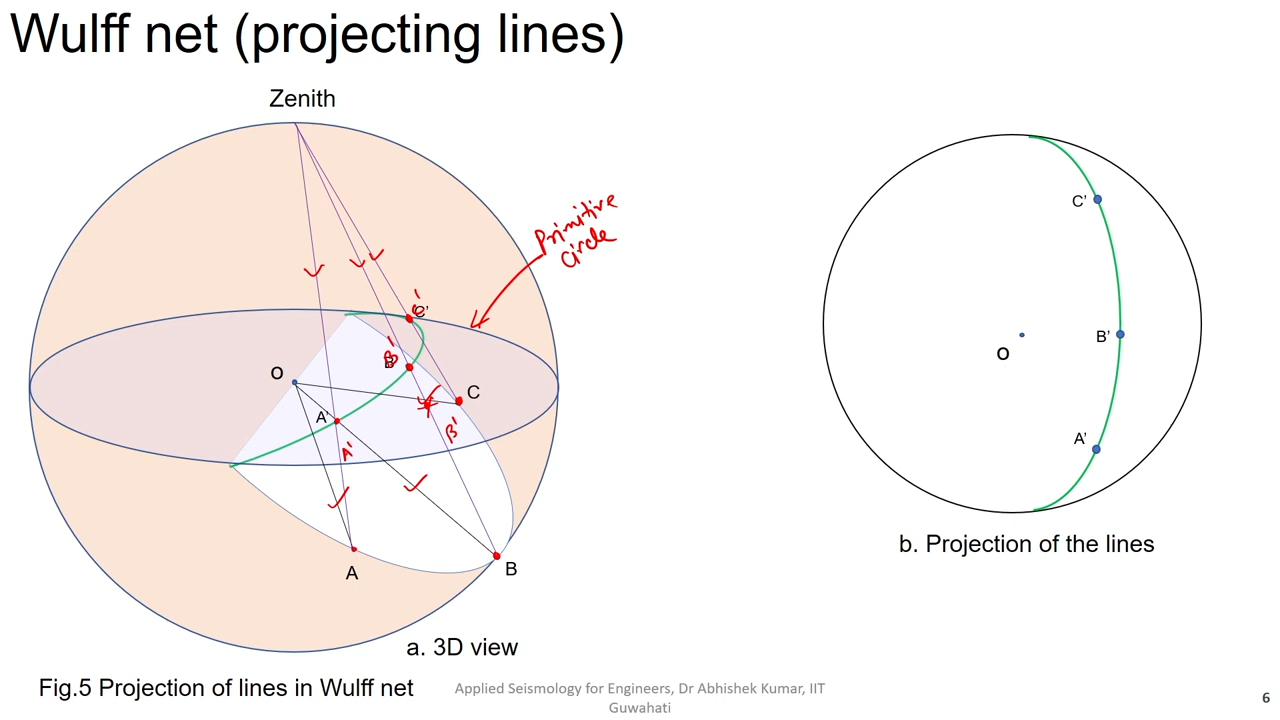 Wulff net (projecting lines)
Zenith
Primitive
circle
C'
C'
B'
B'
O
A'
A'
C
B'
A
B
a. 3D view
Fig.5 Projection of lines in Wulff net
C'
B'
O
A'
b. Projection of the lines
Applied Seismology for Engineers, Dr Abhishek Kumar, IIT
Guwahati
6